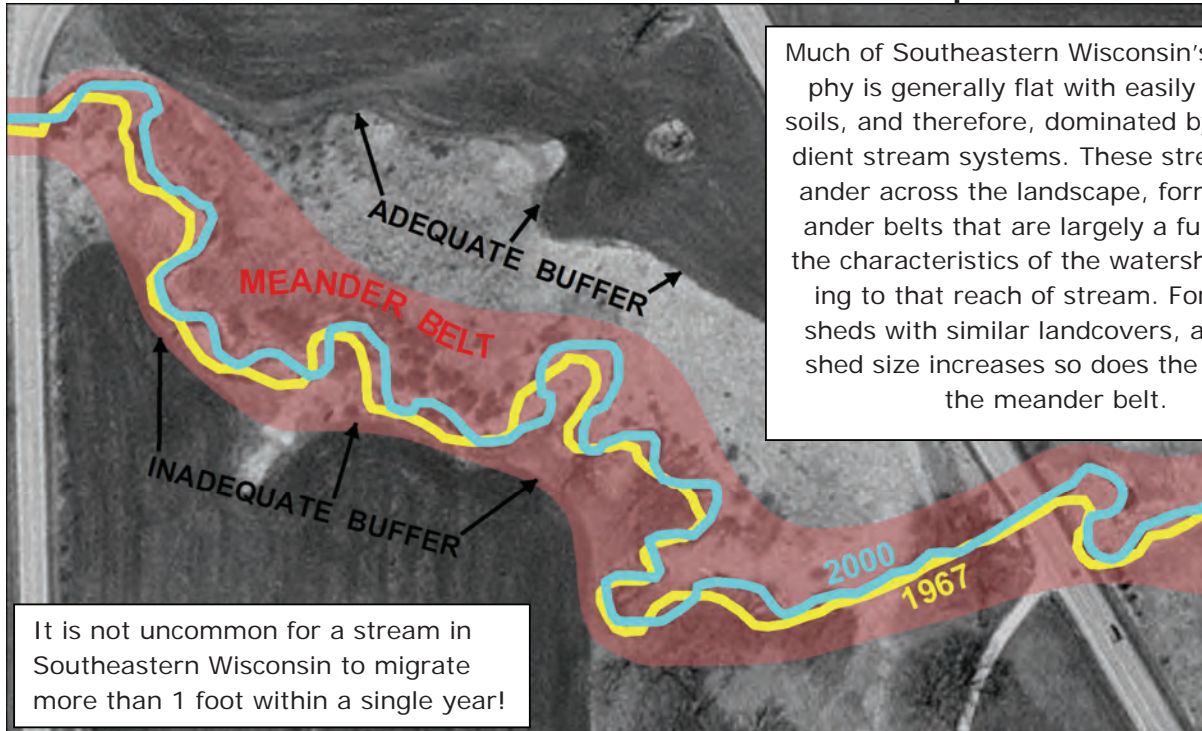 Much of Southeastern Wisconsin's
phy is generally flat with easily
soils, and therefore, dominated b
dient stream systems. These stre
ander across the landscape, for
ander belts that are largely a fu
the characteristics of the watersh
ing to that reach of stream. For
sheds with similar landcovers, a
shed size increases so does the
the meander belt.
ADEQUATE BUFFER
MEANDER BELT
INADEQUATE BUFFER
2000
1967
It is not uncommon for a stream in
Southeastern Wisconsin to migrate
more than 1 foot within a single year!